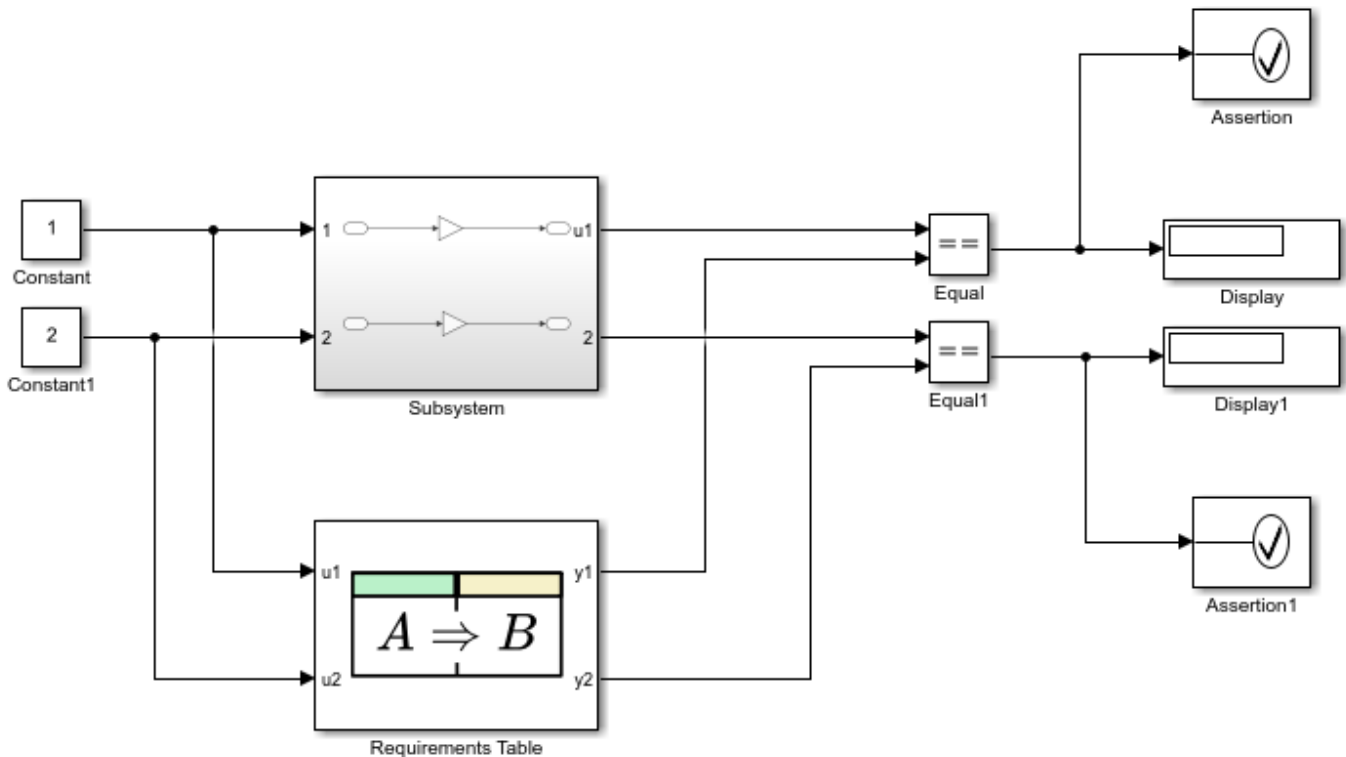 Assertion
1
Constant
1
u1
==
Equal
Display
2
Constant1
2
2
==
Equal1
Display1
Subsystem
u1
y1
A ⇒ B
u2
y2
Requirements Table
Assertion1